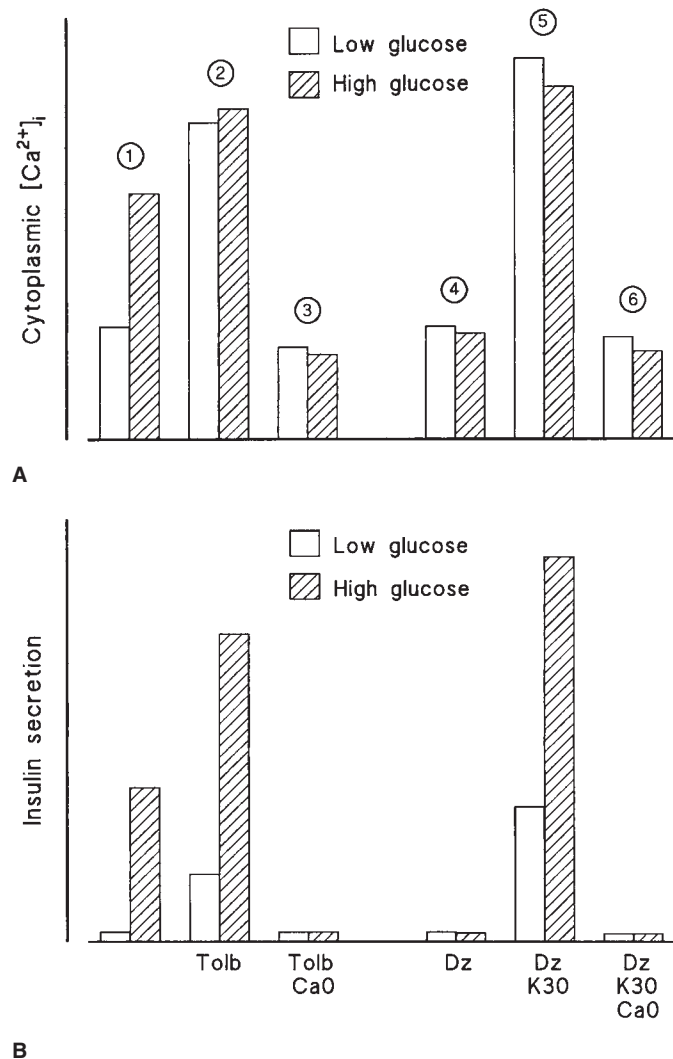 Low glucose
High glucose
Cytoplasmic [Ca²⁺]ᵢ
①
②
③
④
⑤
⑥
A
Low glucose
High glucose
Insulin secretion
Tolb
Tolb
Ca0
Dz
Dz
K30
Dz
K30
Ca0
B